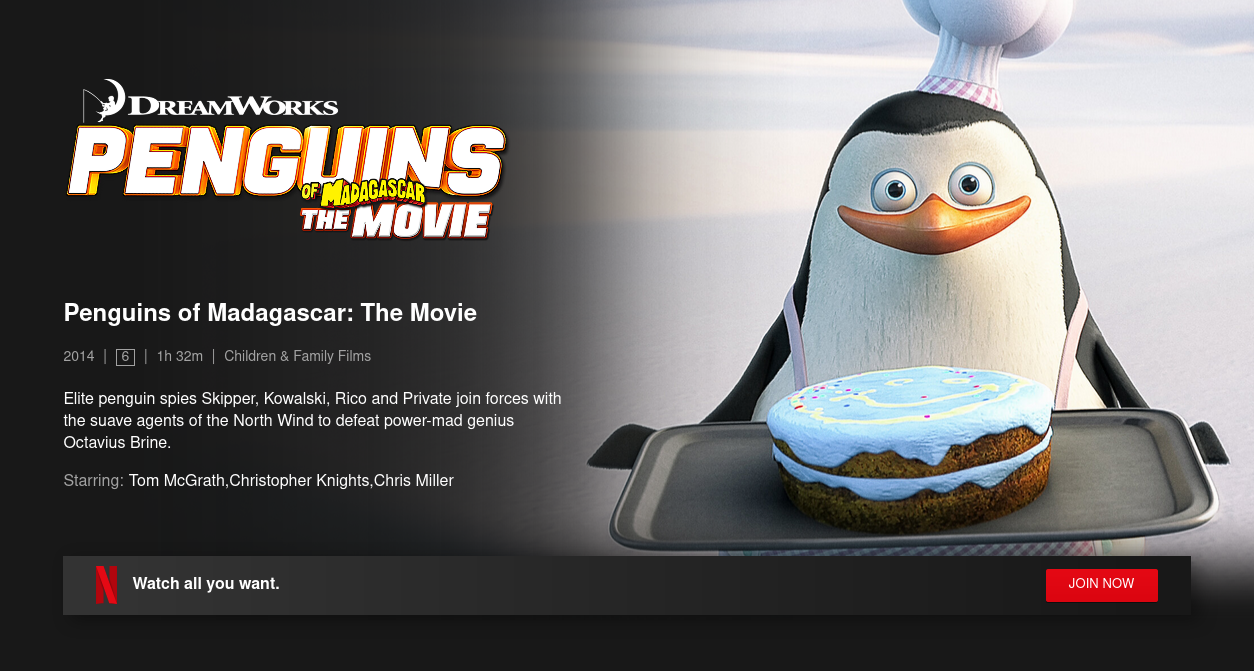 DREAMWORKS
PENGUINS
OF MADAGASCAR
THE MOVIE
Penguins of Madagascar: The Movie
2014 | 6 | 1h 32m | Children & Family Films
Elite penguin spies Skipper, Kowalski, Rico and Private join forces with
the suave agents of the North Wind to defeat power-mad genius
Octavius Brine.
Starring: Tom McGrath,Christopher Knights,Chris Miller
N Watch all you want. JOIN NOW